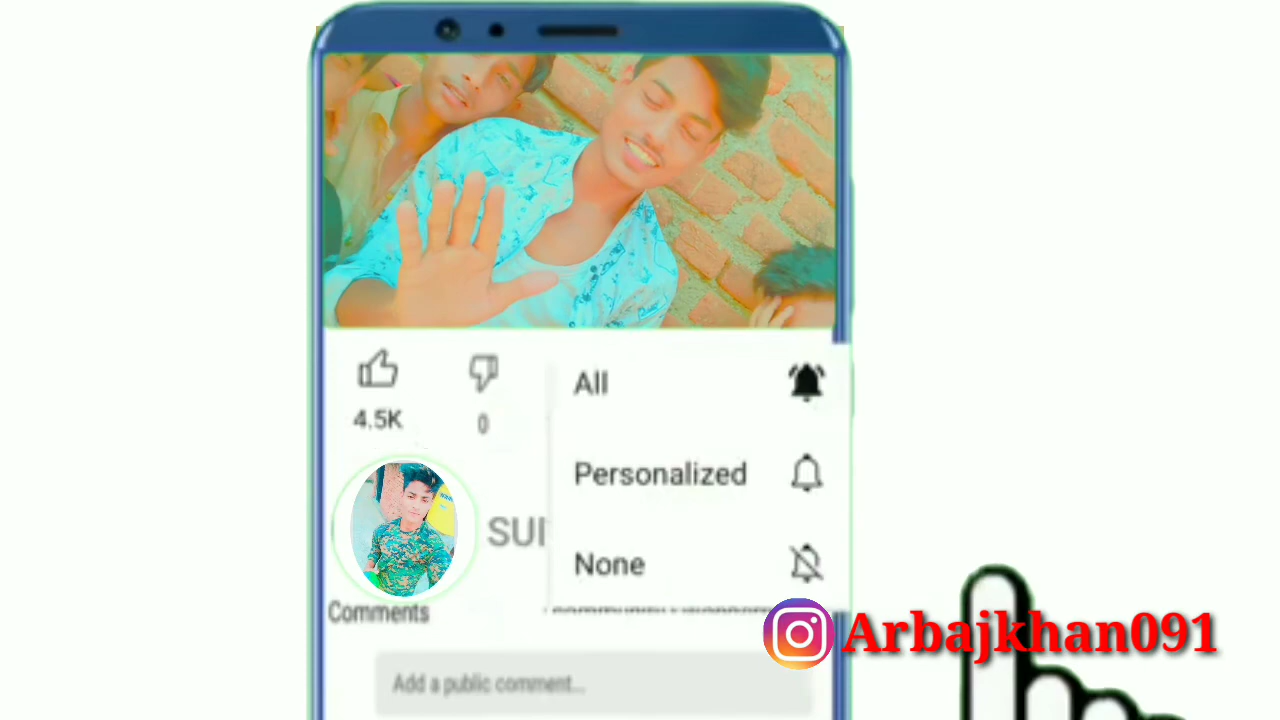 All
4.5K
0
Personalized
SUI
None
Comments
Arbajkhan091
Add a public comment...